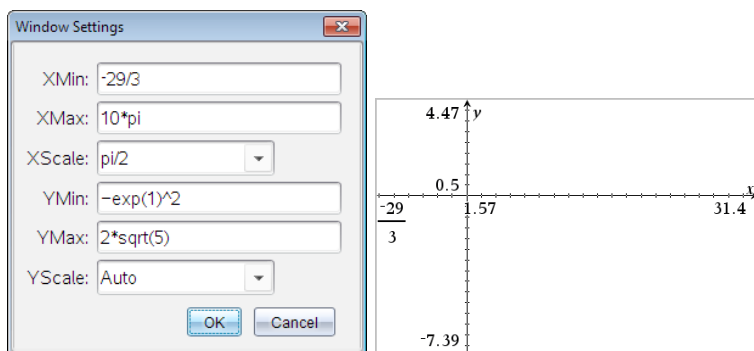 Window Settings
XMin: -29/3
XMax: 10*pi
XScale: pi/2
YMin: −exp(1)^2
YMax: 2*sqrt(5)
YScale: Auto
OK Cancel
4.47 y
0.5 x
-29
3
1.57 31.4
-7.39